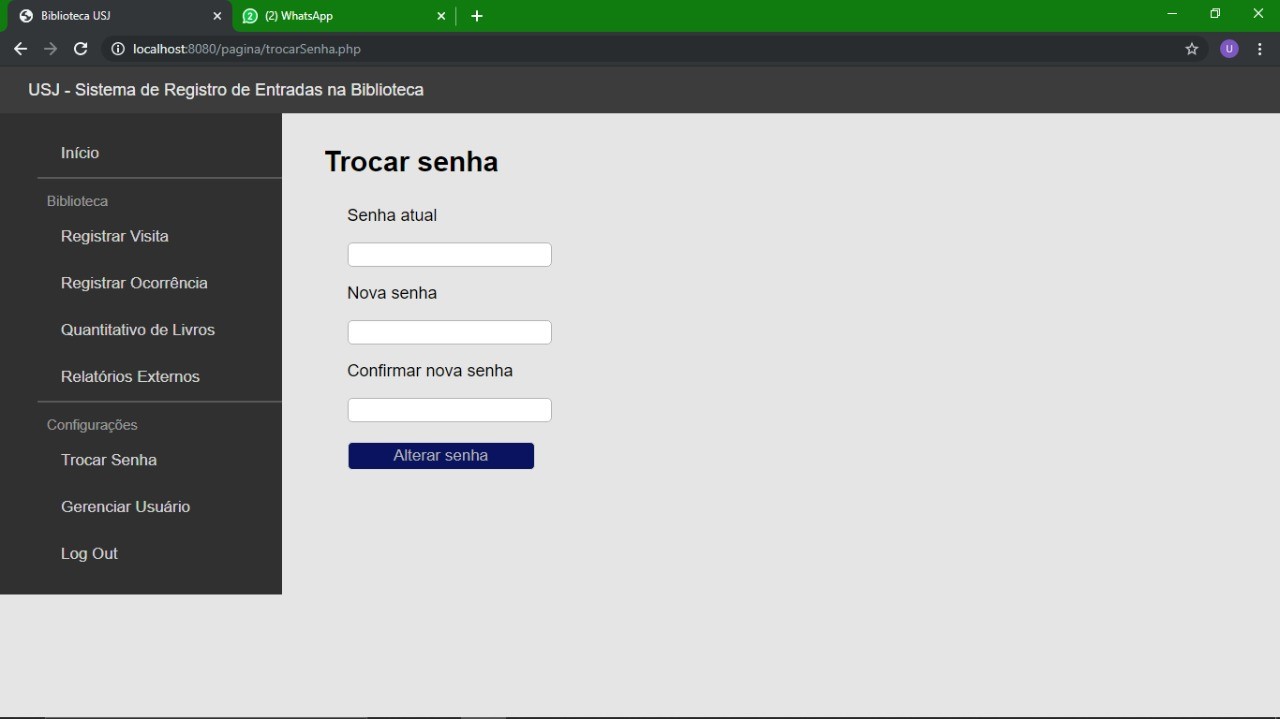 Biblioteca USJ
(2) WhatsApp
localhost:8080/pagina/trocarSenha.php
U
USJ - Sistema de Registro de Entradas na Biblioteca
Início
Biblioteca
Registrar Visita
Registrar Ocorrência
Quantitativo de Livros
Relatórios Externos
Configurações
Trocar Senha
Gerenciar Usuário
Log Out
Trocar senha
Senha atual
Nova senha
Confirmar nova senha
Alterar senha